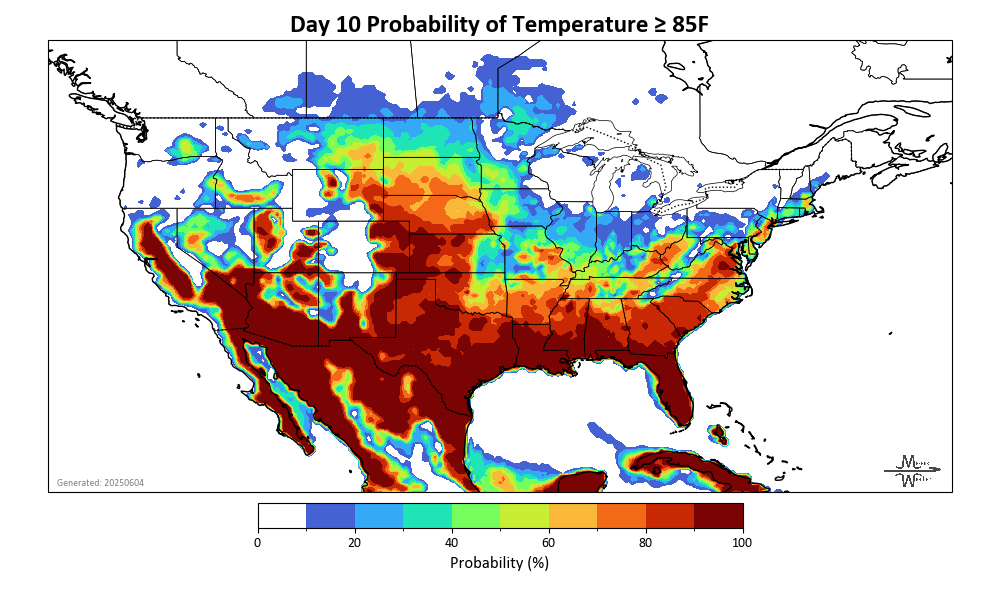 Day 10 Probability of Temperature ≥ 85F
Generated: 20250604
0 20 40 60 80 100
Probability (%)